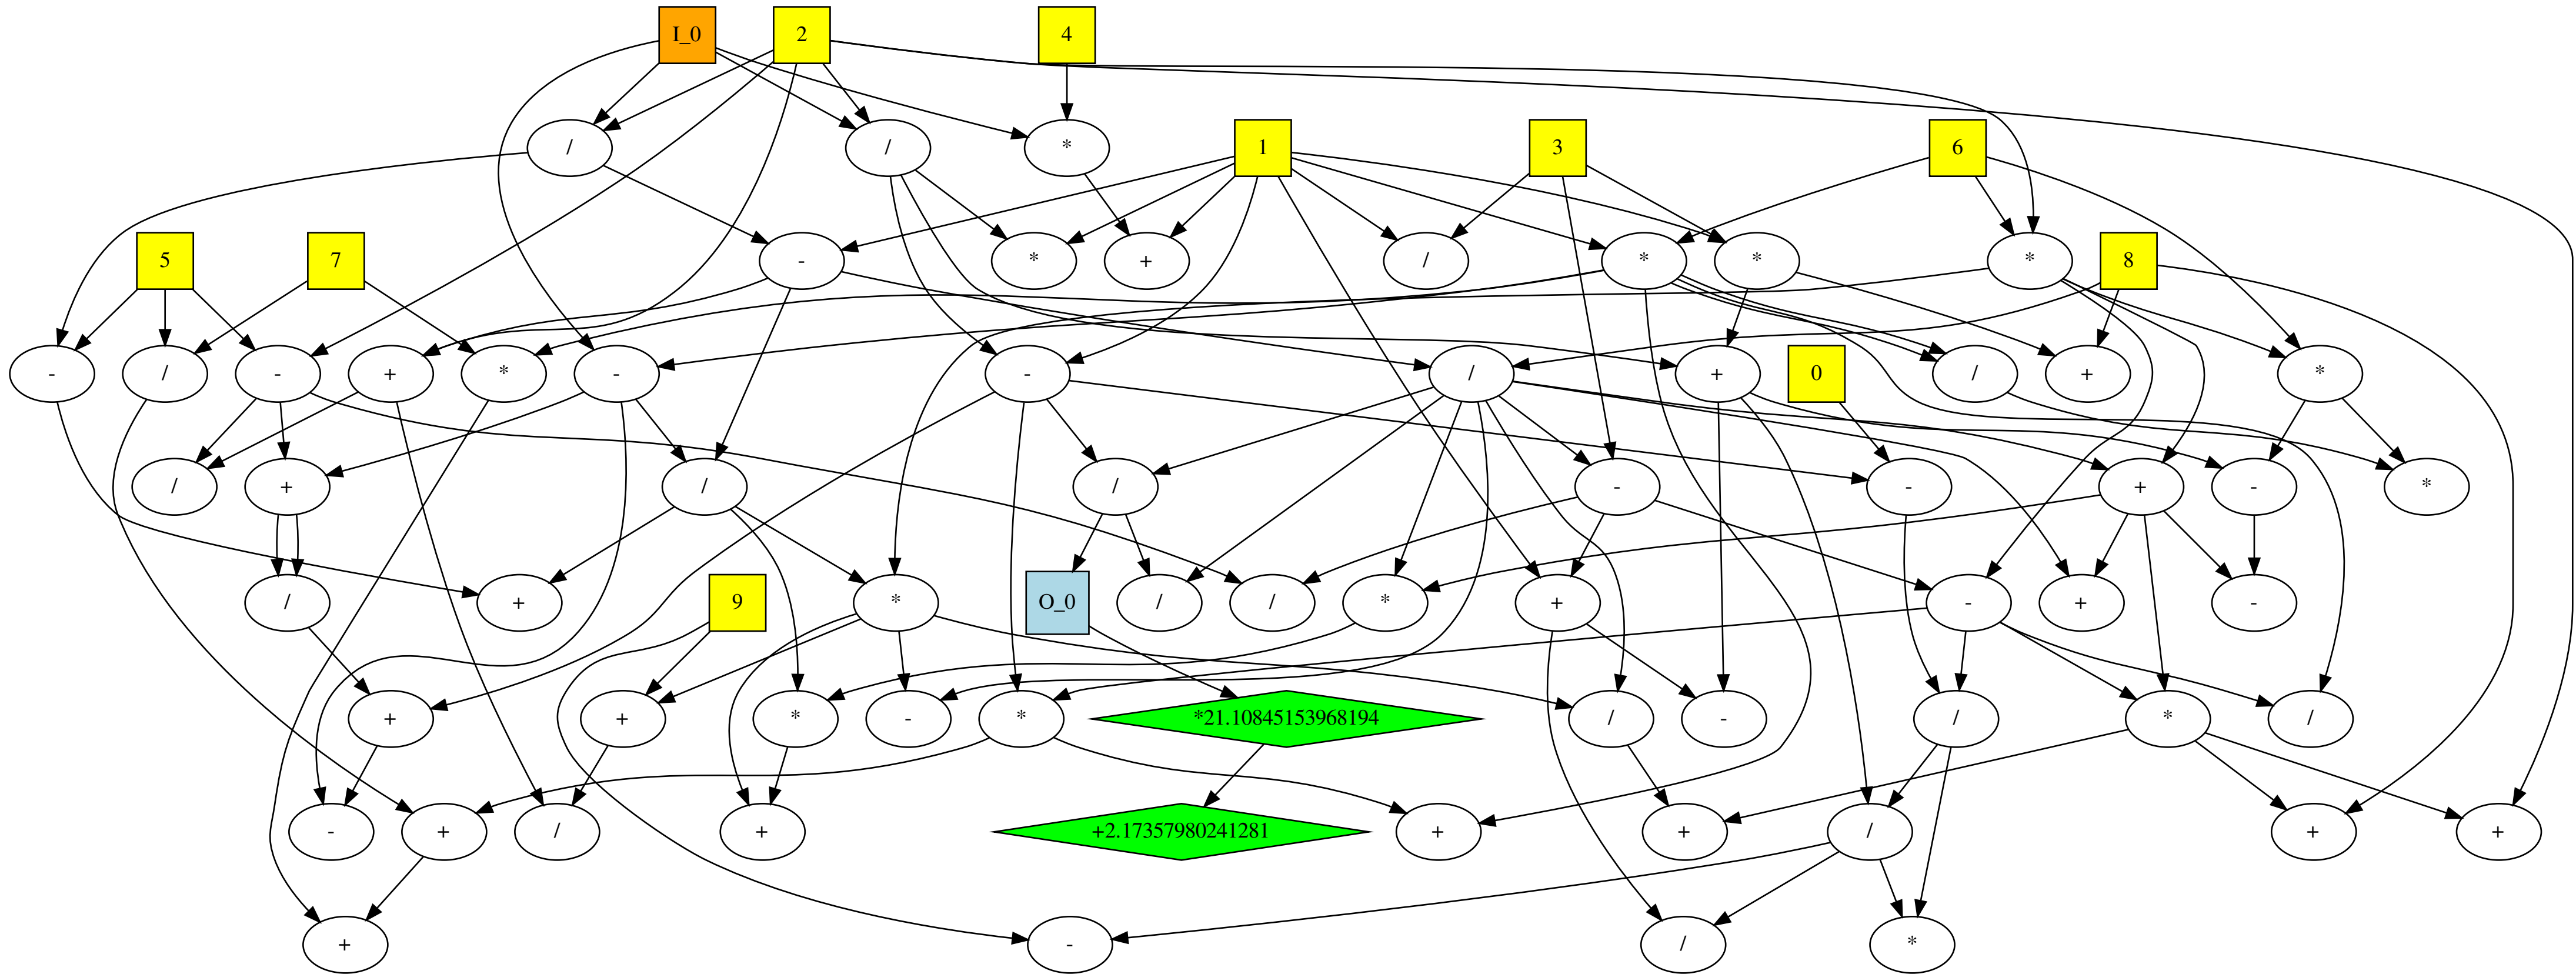 I_0 2 4
/ / * 1 3 6
5 7 - * + / * * * 8
- / - + * - - / + 0 / + *
/ + / / - - + - *
/ + 9 * O_0 / / * + - + -
+ + * - * *21.10845153968194 / - / * /
- + / + +2.17357980241281 + + / + +
+ - / *